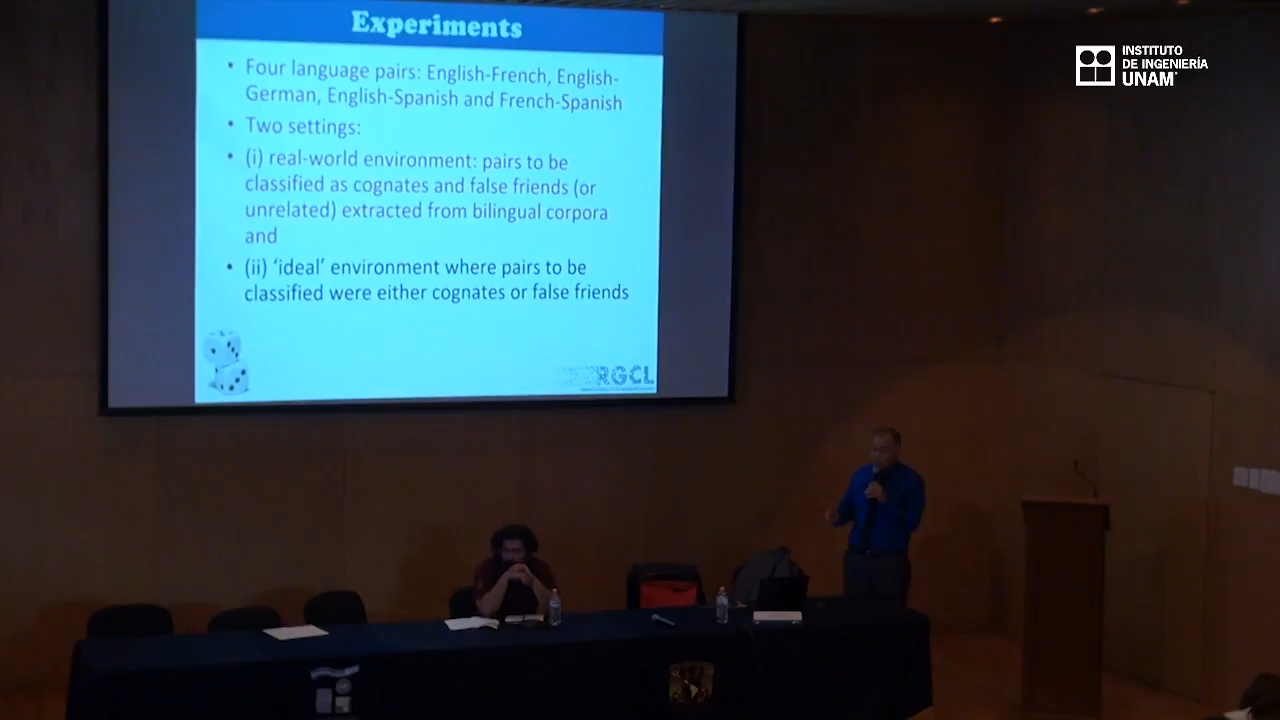 Experiments
• Four language pairs: English-French, English-
German, English-Spanish and French-Spanish
• Two settings:
• (i) real-world environment: pairs to be
classified as cognates and false friends (or
unrelated) extracted from bilingual corpora
and
• (ii) ‘ideal’ environment where pairs to be
classified were either cognates or false friends
RGCL
INSTITUTO
DE INGENIERÍA
UNAM